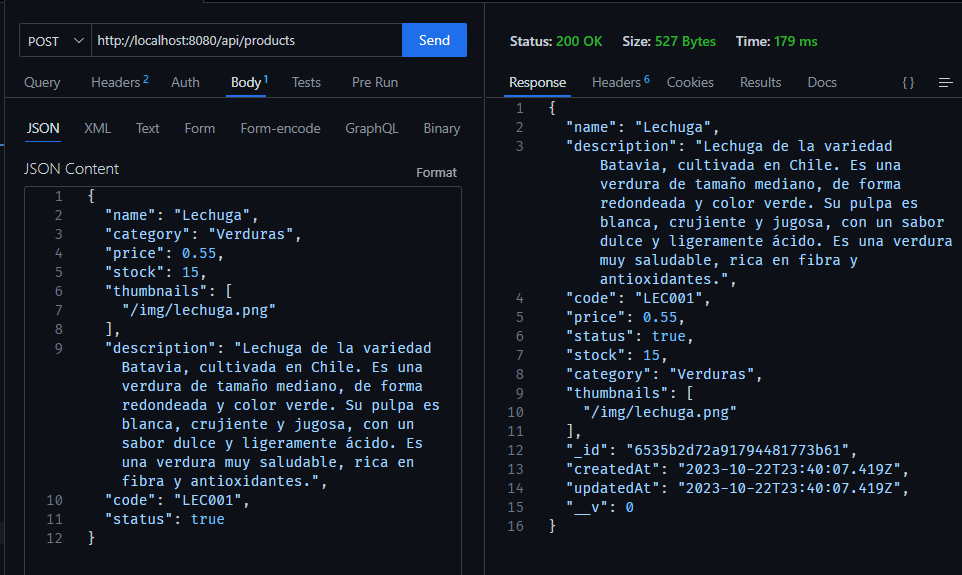 POST http://localhost:8080/api/products Send
Query Headers 2 Auth Body 1 Tests Pre Run
JSON XML Text Form Form-encode GraphQL Binary
JSON Content Format
1 {
2 "name": "Lechuga",
3 "category": "Verduras",
4 "price": 0.55,
5 "stock": 15,
6 "thumbnails": [
7 "/img/lechuga.png"
8 ],
9 "description": "Lechuga de la variedad
Batavia, cultivada en Chile. Es una
verdura de tamaño mediano, de forma
redondeada y color verde. Su pulpa es
blanca, crujiente y jugosa, con un
sabor dulce y ligeramente ácido. Es
una verdura muy saludable, rica en
fibra y antioxidantes.",
10 "code": "LEC001",
11 "status": true
12 }
Status: 200 OK Size: 527 Bytes Time: 179 ms
Response Headers 6 Cookies Results Docs { }
1 {
2 "name": "Lechuga",
3 "description": "Lechuga de la variedad
Batavia, cultivada en Chile. Es una
verdura de tamaño mediano, de forma
redondeada y color verde. Su pulpa es
blanca, crujiente y jugosa, con un sabor
dulce y ligeramente ácido. Es una verdura
muy saludable, rica en fibra y
antioxidantes.",
4 "code": "LEC001",
5 "price": 0.55,
6 "status": true,
7 "stock": 15,
8 "category": "Verduras",
9 "thumbnails": [
10 "/img/lechuga.png"
11 ],
12 "_id": "6535b2d72a91794481773b61",
13 "createdAt": "2023-10-22T23:40:07.419Z",
14 "updatedAt": "2023-10-22T23:40:07.419Z",
15 "__v": 0
16 }